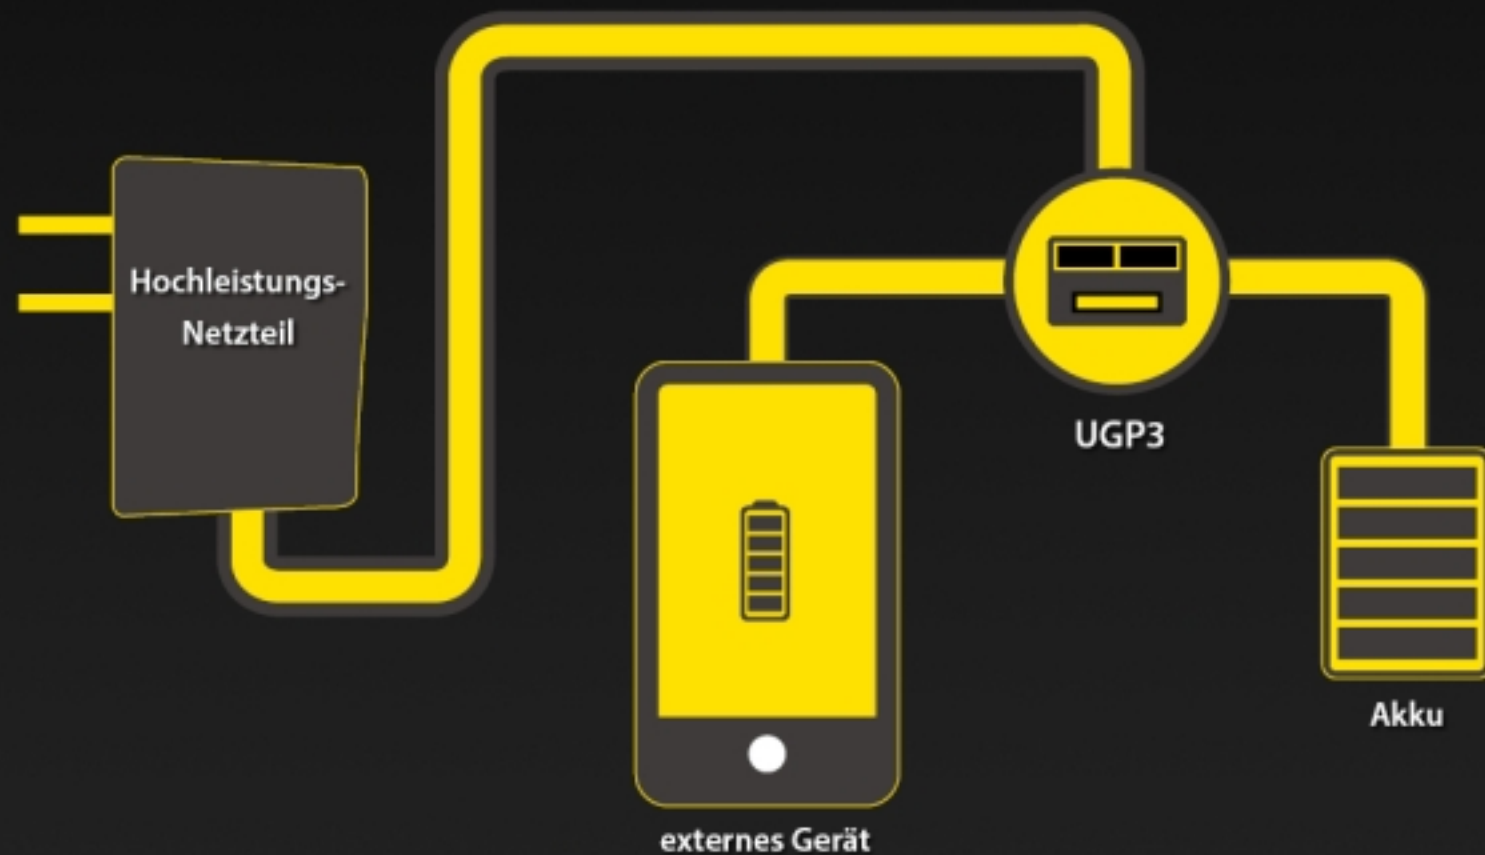 Hochleistungs-
Netzteil
UGP3
Akku
externes Gerät